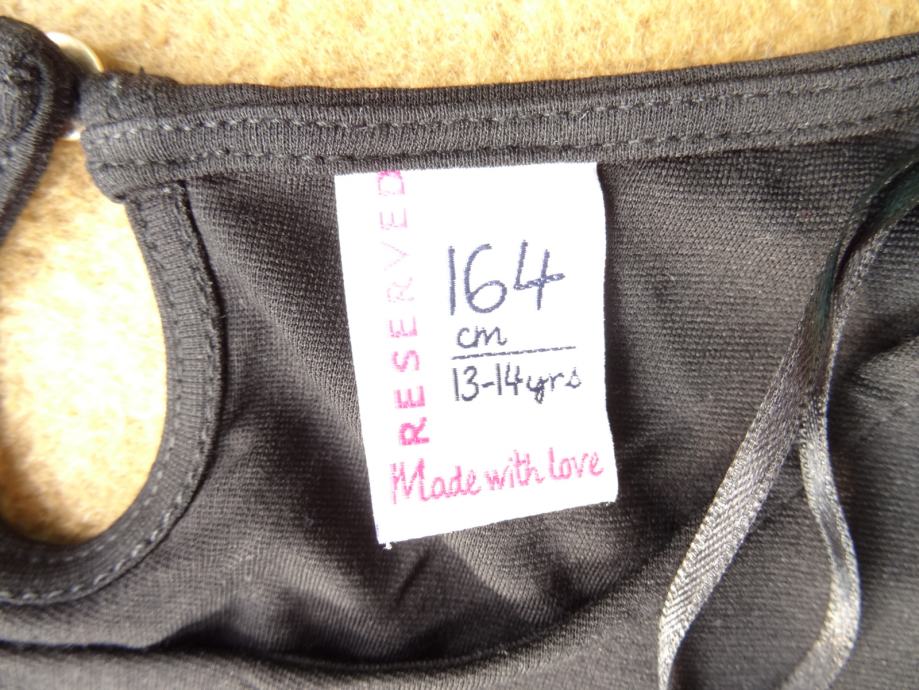 RESERVED
164
cm
13-14yrs
Made with love